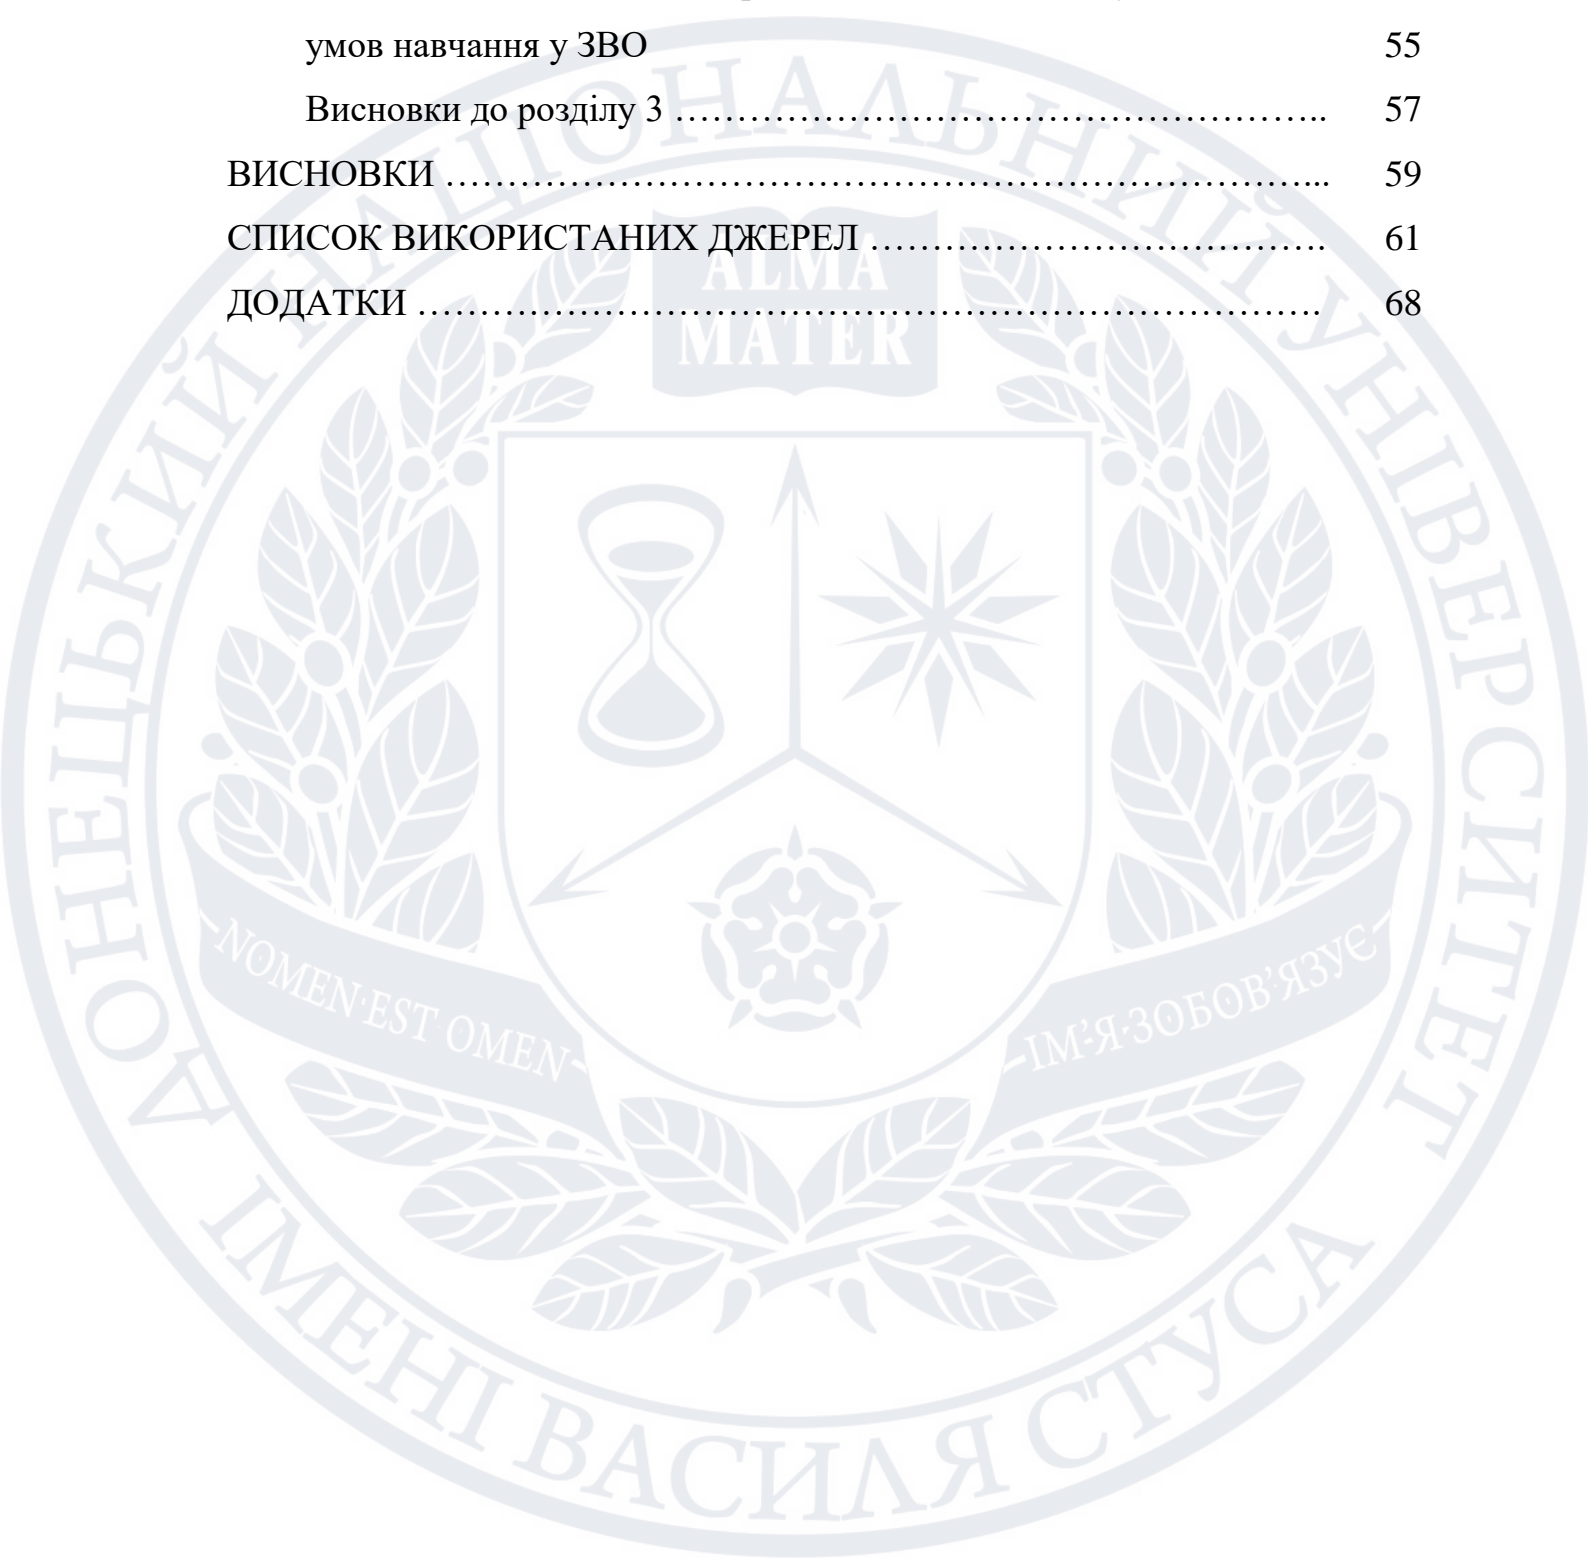 умов навчання у ЗВО 55
Висновки до розділу 3 ……………………………………………….. 57
ВИСНОВКИ ……………………………………………………………... 59
СПИСОК ВИКОРИСТАНИХ ДЖЕРЕЛ ………………………………. 61
ДОДАТКИ ………………………………………………………………. 68
ДОНЕЦЬКИЙ НАЦІОНАЛЬНИЙ УНІВЕРСИТЕТ
ІМЕНІ ВАСИЛЯ СТУСА
ALMA
MATER
NOMEN·EST·OMEN
ІМ'Я·ЗОБОВ'ЯЗУЄ